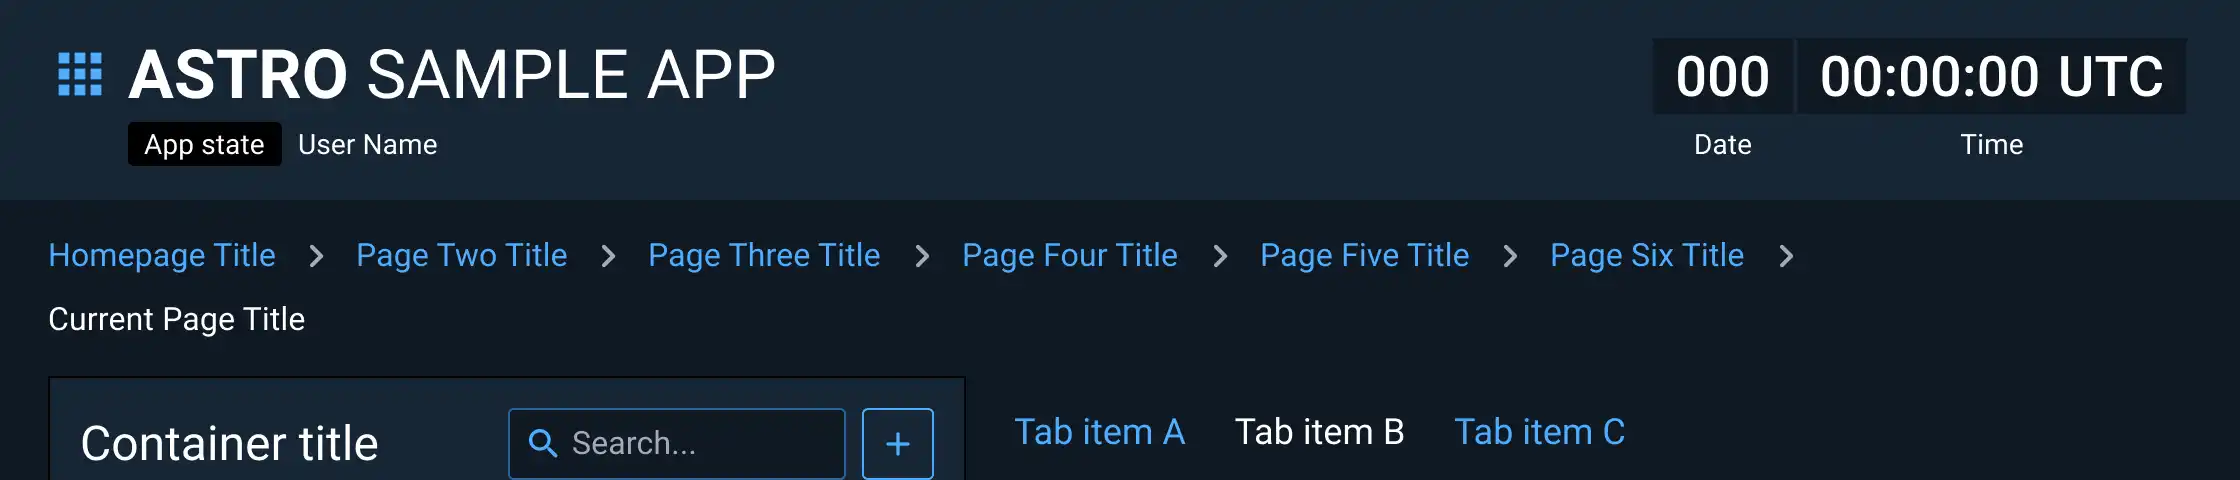 ASTRO SAMPLE APP
000 00:00:00 UTC
App state User Name
Date Time
Homepage Title Page Two Title Page Three Title Page Four Title Page Five Title Page Six Title
Current Page Title
Container title Search... Tab item A Tab item B Tab item C